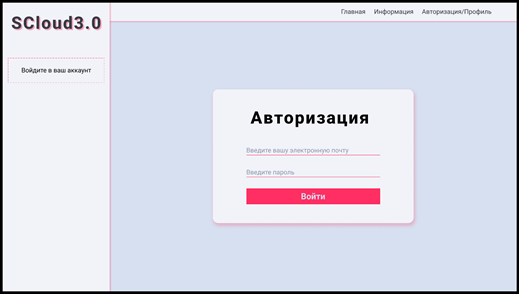 SCloud3.0
Главная Информация Авторизация/Профиль
Войдите в ваш аккаунт
Авторизация
Введите вашу электронную почту
Введите пароль
Войти